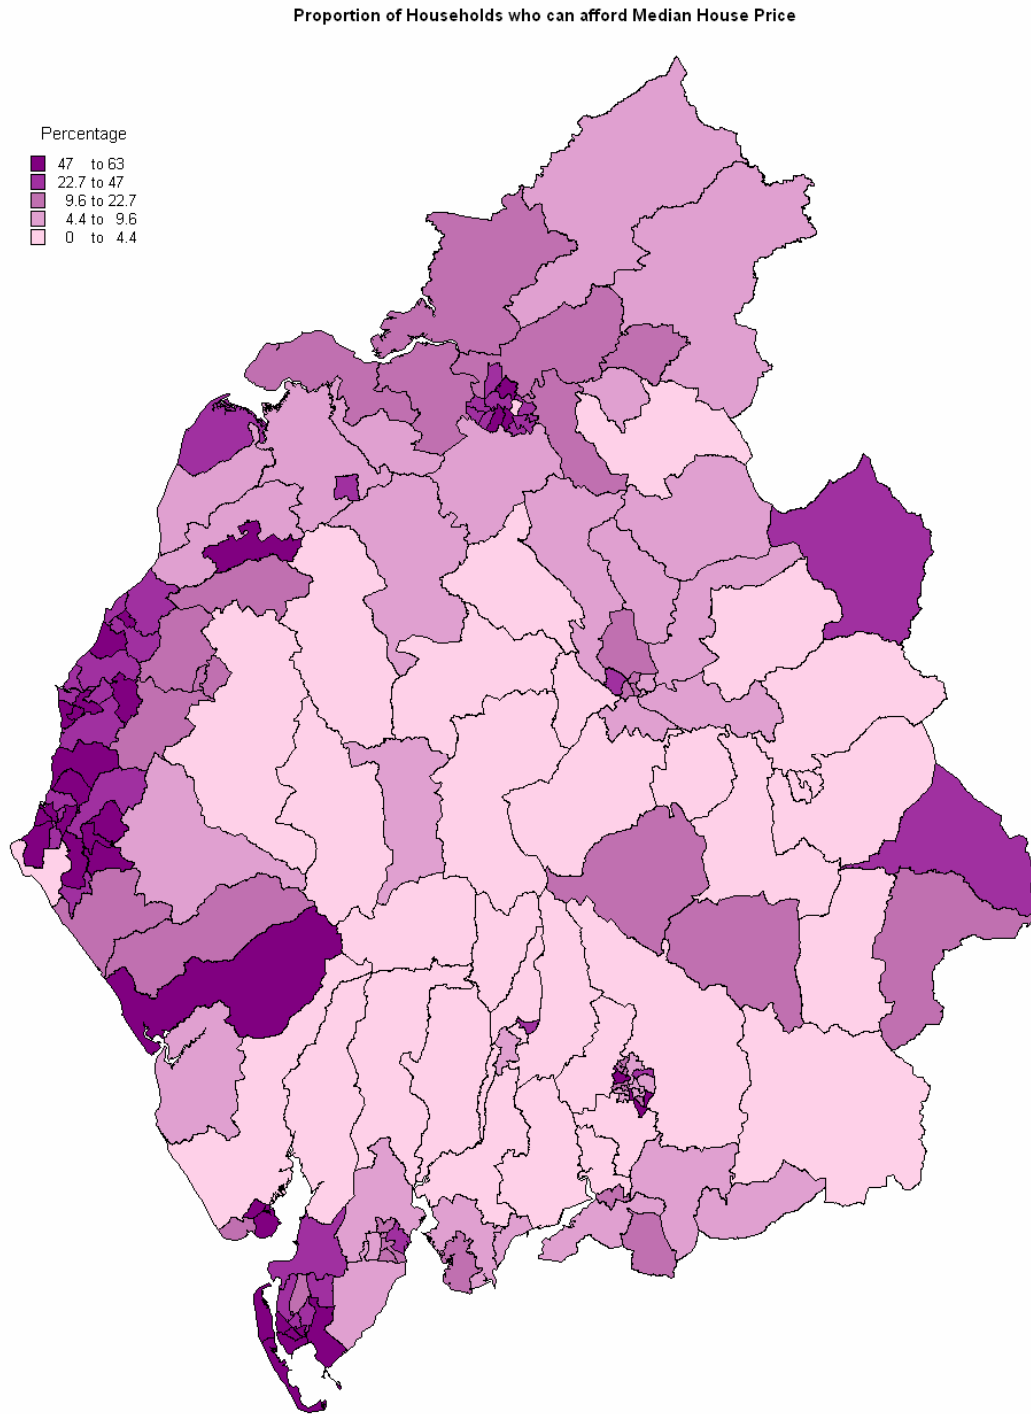 Proportion of Households who can afford Median House Price
Percentage
47 to 63
22.7 to 47
9.6 to 22.7
4.4 to 9.6
0 to 4.4